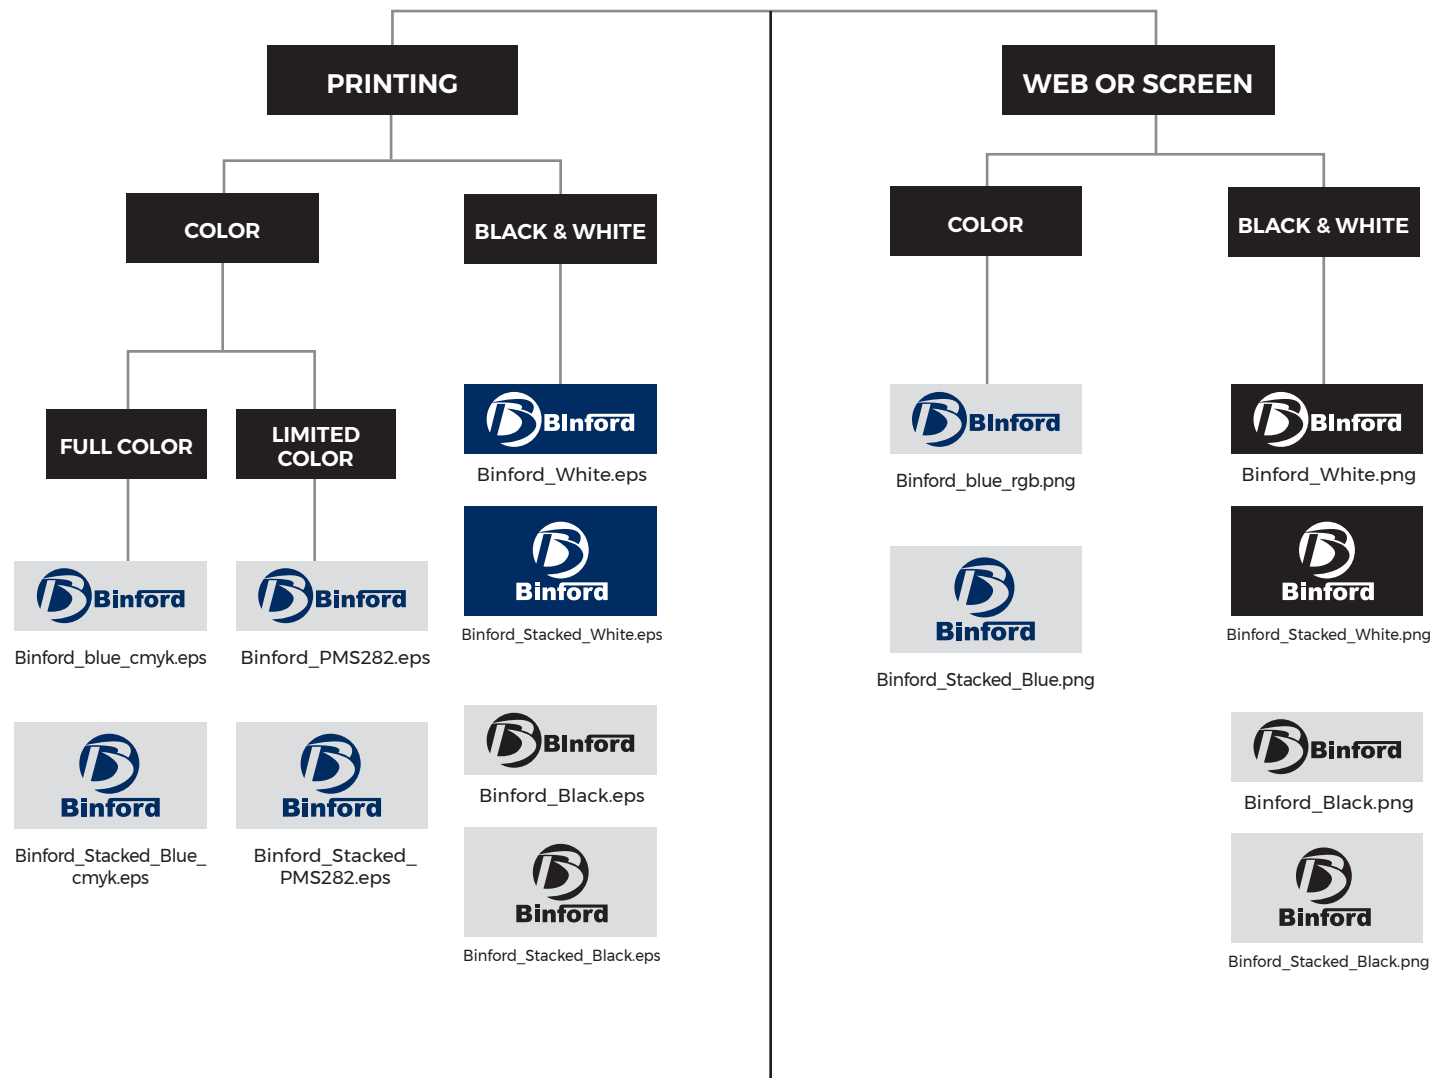 PRINTING
COLOR
BLACK & WHITE
FULL COLOR
LIMITED
COLOR
Binford
Binford_blue_cmyk.eps
Binford
Binford_Stacked_Blue_
cmyk.eps
Binford
Binford_PMS282.eps
Binford
Binford_Stacked_
PMS282.eps
BInford
Binford_White.eps
Binford
Binford_Stacked_White.eps
BInford
Binford_Black.eps
Binford
Binford_Stacked_Black.eps
WEB OR SCREEN
COLOR
BLACK & WHITE
BInford
Binford_blue_rgb.png
Binford
Binford_Stacked_Blue.png
BInford
Binford_White.png
Binford
Binford_Stacked_White.png
Binford
Binford_Black.png
Binford
Binford_Stacked_Black.png